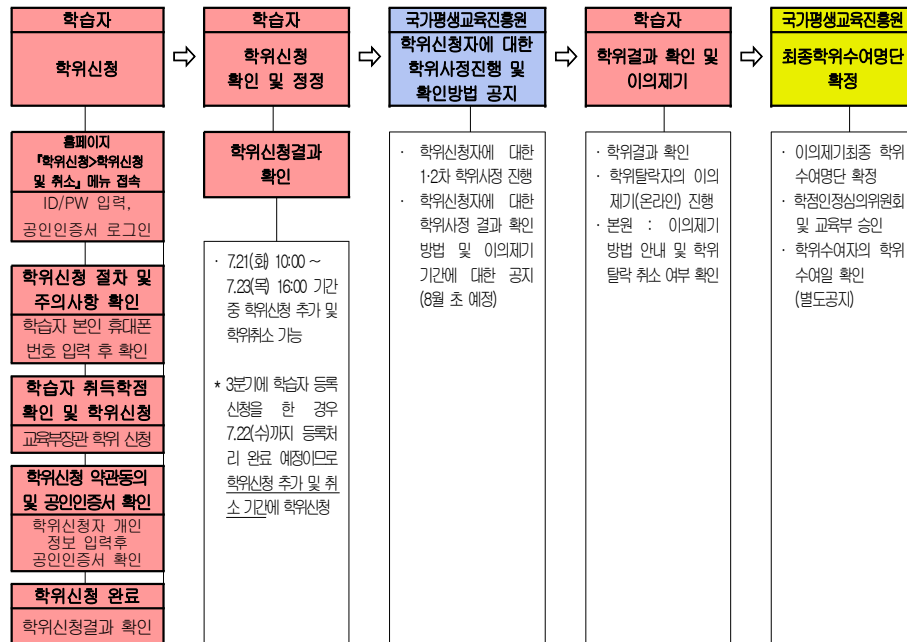 학습자
학위신청
홈페이지
『학위신청>학위신청
및 취소』 메뉴 접속
ID/PW 입력,
공인인증서 로그인
학위신청 절차 및
주의사항 확인
학습자 본인 휴대폰
번호 입력 후 확인
학습자 취득학점
확인 및 학위신청
교육부장관 학위 신청
학위신청 약관동의
및 공인인증서 확인
학위신청자 개인
정보 입력후
공인인증서 확인
학위신청 완료
학위신청결과 확인
⇨
학습자
학위신청
확인 및 정정
학위신청결과
확인
· 7.21(화) 10:00 ~
7.23(목) 16:00 기간
중 학위신청 추가 및
학위취소 가능
* 3분기에 학습자 등록
신청을 한 경우
7.22(수)까지 등록처
리 완료 예정이므로
학위신청 추가 및 취
소 기간에 학위신청
⇨
국가평생교육진흥원
학위신청자에 대한
학위사정진행 및
확인방법 공지
· 학위신청자에 대한
1·2차 학위사정 진행
· 학위신청자에 대한
학위사정 결과 확인
방법 및 이의제기
기간에 대한 공지
(8월 초 예정)
⇨
학습자
학위결과 확인 및
이의제기
· 학위결과 확인
· 학위탈락자의 이의
제기(온라인) 진행
· 본원 : 이의제기
방법 안내 및 학위
탈락 취소 여부 확인
⇨
국가평생교육진흥원
최종학위수여명단
확정
· 이의제기최종 학위
수여명단 확정
· 학점인정심의위원회
및 교육부 승인
· 학위수여자의 학위
수여일 확인
(별도공지)